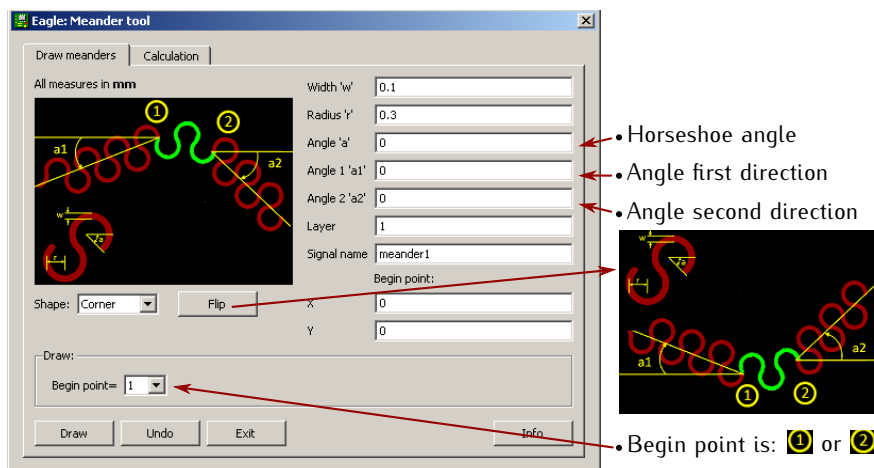 Eagle: Meander tool
Draw meanders
Calculation
All measures in mm
1
2
a1
a2
w
a
r
Shape: Corner
Flip
Width 'w' 0.1
Radius 'r' 0.3
Angle 'a' 0
Angle 1 'a1' 0
Angle 2 'a2' 0
Layer 1
Signal name meander1
Begin point:
X 0
Y 0
Draw:
Begin point= 1
Draw
Undo
Exit
Info
• Horseshoe angle
• Angle first direction
• Angle second direction
w
a
r
a1
a2
1
2
• Begin point is: 1 or 2